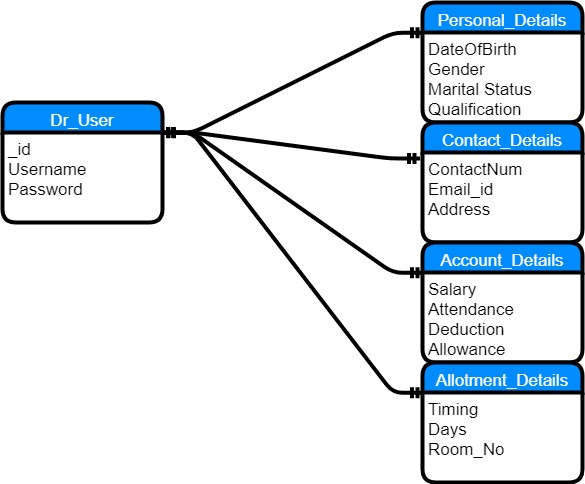 Dr_User
_id
Username
Password
Personal_Details
DateOfBirth
Gender
Marital Status
Qualification
Contact_Details
ContactNum
Email_id
Address
Account_Details
Salary
Attendance
Deduction
Allowance
Allotment_Details
Timing
Days
Room_No